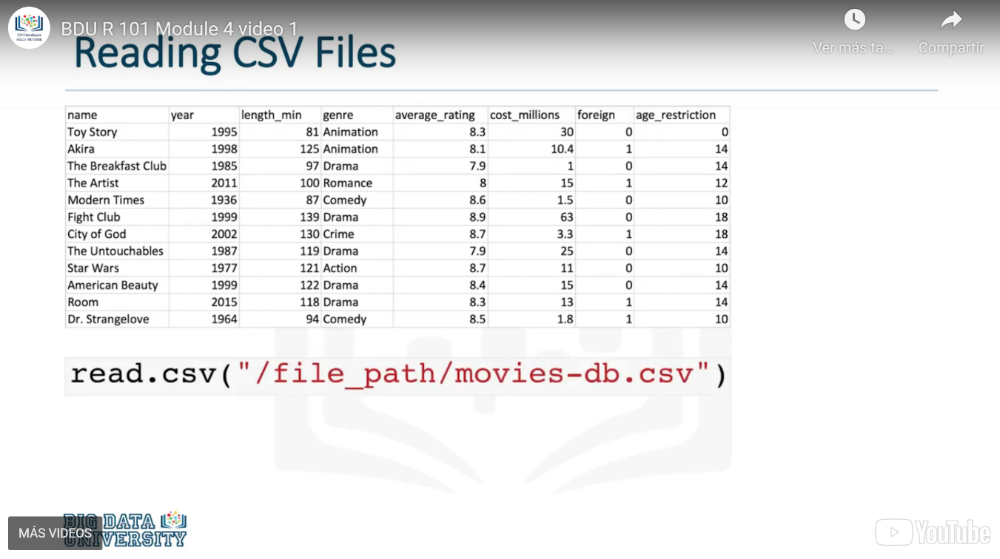 BDU R 101 Module 4 video 1
Ver más ta...
Compartir
Reading CSV Files
name year length_min genre average_rating cost_millions foreign age_restriction
Toy Story 1995 81 Animation 8.3 30 0 0
Akira 1998 125 Animation 8.1 10.4 1 14
The Breakfast Club 1985 97 Drama 7.9 1 0 14
The Artist 2011 100 Romance 8 15 1 12
Modern Times 1936 87 Comedy 8.6 1.5 0 10
Fight Club 1999 139 Drama 8.9 63 0 18
City of God 2002 130 Crime 8.7 3.3 1 18
The Untouchables 1987 119 Drama 7.9 25 0 14
Star Wars 1977 121 Action 8.7 11 0 10
American Beauty 1999 122 Drama 8.4 15 0 14
Room 2015 118 Drama 8.3 13 1 14
Dr. Strangelove 1964 94 Comedy 8.5 1.8 1 10
read.csv("/file_path/movies-db.csv")
BIG DATA
UNIVERSITY
MÁS VIDEOS
YouTube